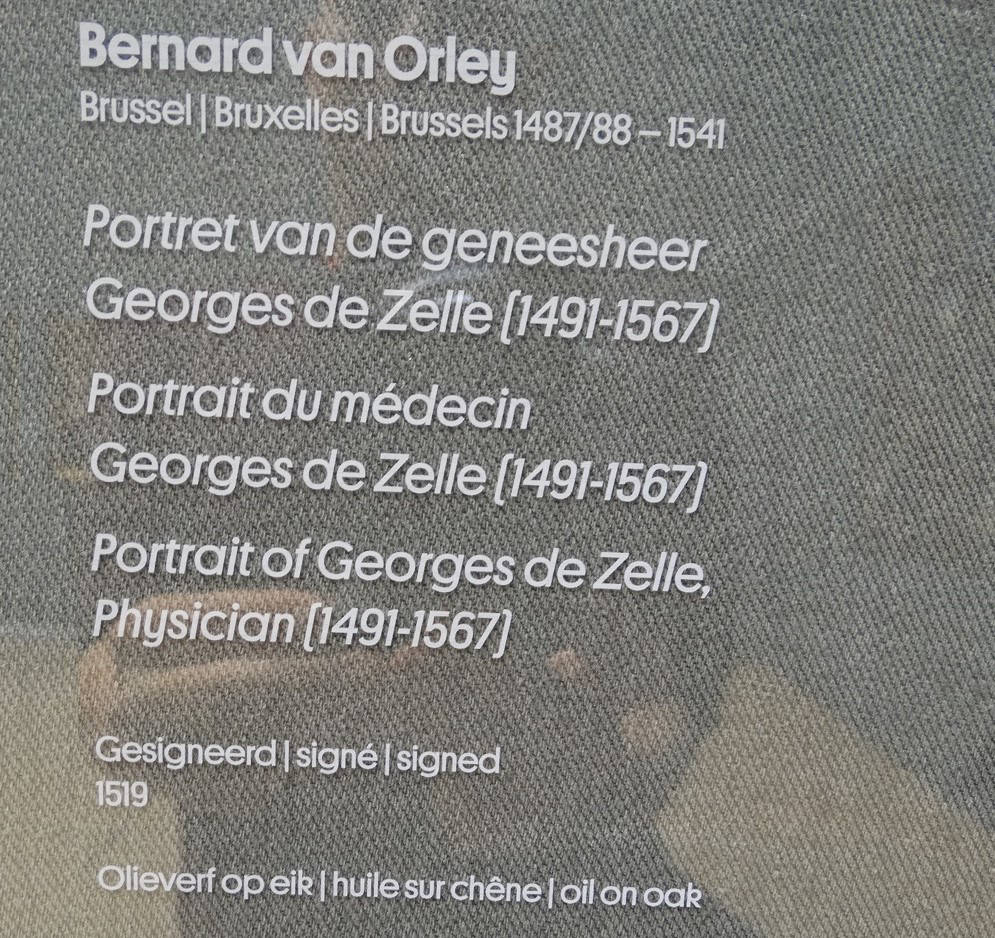 Bernard van Orley
Brussel | Bruxelles | Brussels 1487/88 – 1541
Portret van de geneesheer
Georges de Zelle (1491-1567)
Portrait du médecin
Georges de Zelle (1491-1567)
Portrait of Georges de Zelle,
Physician (1491-1567)
Gesigneerd | signé | signed
1519
Olieverf op eik | huile sur chêne | oil on oak